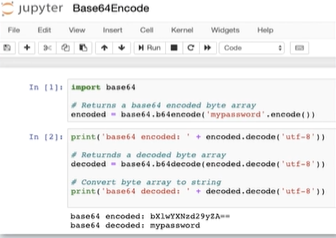 jupyter Base64Encode
File Edit View Insert Cell Kernel Widgets Help
Run Code
In [1]: import base64
# Returns a base64 encoded byte array
encoded = base64.b64encode('mypassword'.encode())
In [2]: print('base64 encoded: ' + encoded.decode('utf-8'))
# Returnds a decoded byte array
decoded = base64.b64decode(encoded.decode('utf-8'))
# Convert byte array to string
print('base64 decoded: ' + decoded.decode('utf-8'))
base64 encoded: bXlwYXNzd29yZA==
base64 decoded: mypassword